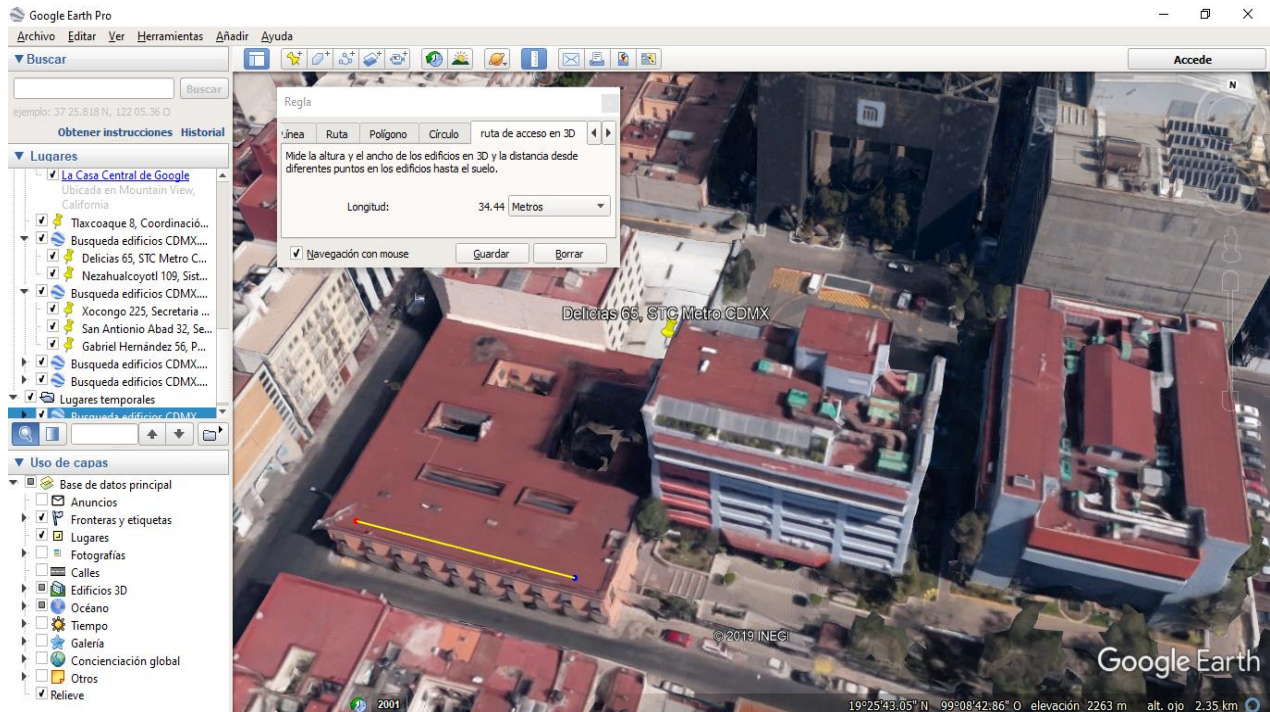 Google Earth Pro
Archivo Editar Ver Herramientas Añadir Ayuda
Buscar
Buscar
ejemplo: 37 25.818 N, 122 05.36 O
Obtener instrucciones Historial
Lugares
La Casa Central de Google
Ubicada en Mountain View,
California
Tlaxcoaque 8, Coordinació...
Busqueda edificios CDMX....
Delicias 65, STC Metro C...
Nezahualcoyotl 109, Sist...
Busqueda edificios CDMX....
Xocongo 225, Secretaria ...
San Antonio Abad 32, Se...
Gabriel Hernández 56, P...
Busqueda edificios CDMX....
Busqueda edificios CDMX....
Lugares temporales
Busqueda edificios CDMX
Uso de capas
Base de datos principal
Anuncios
Fronteras y etiquetas
Lugares
Fotografías
Calles
Edificios 3D
Océano
Tiempo
Galería
Concienciación global
Otros
Relieve
Accede
Regla
Línea Ruta Polígono Círculo ruta de acceso en 3D
Mide la altura y el ancho de los edificios en 3D y la distancia desde
diferentes puntos en los edificios hasta el suelo.
Longitud: 34.44 Metros
Navegación con mouse Guardar Borrar
N
Delicias 65, STC Metro CDMX
© 2019 INEGI
Google Earth
2001
19°25'43.05" N 99°08'42.86" O elevación 2263 m alt. ojo 2.35 km